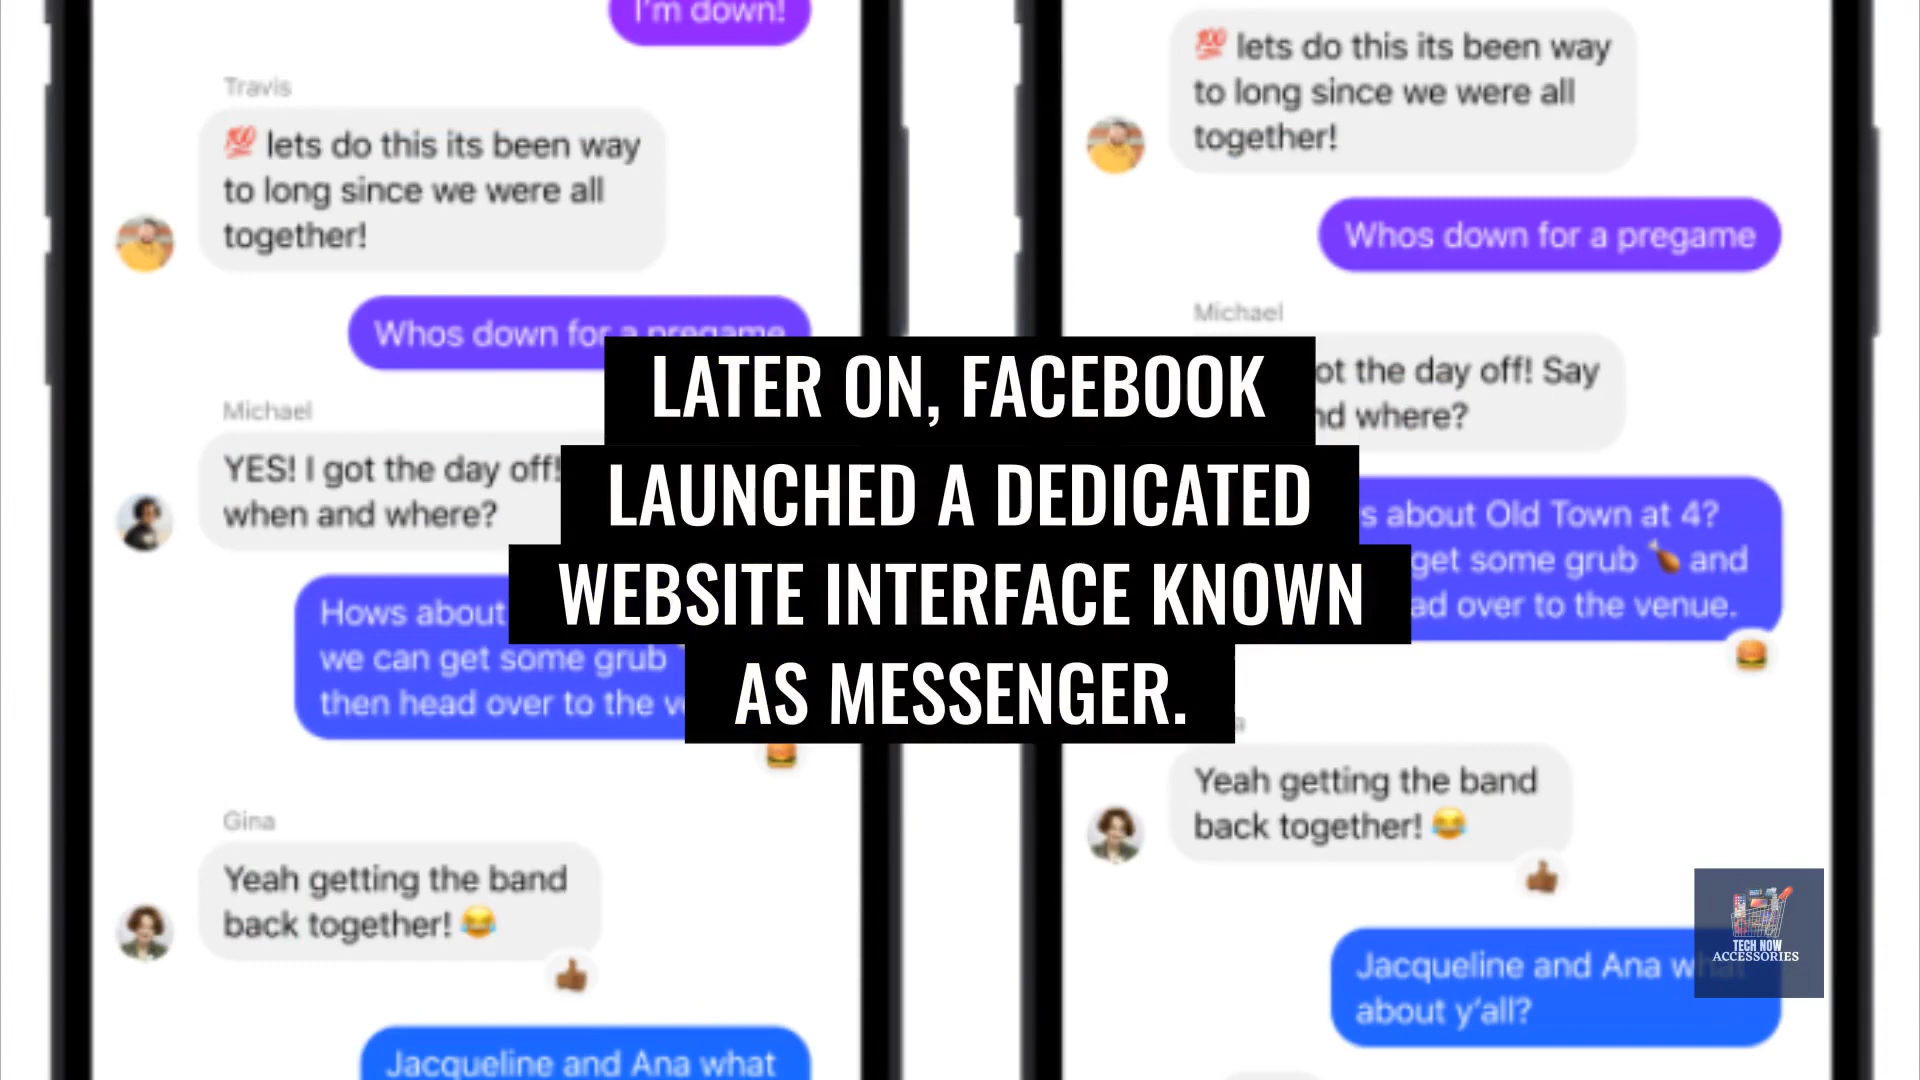 I'm down!
Travis
💯 lets do this its been way
to long since we were all
together!
Whos down for a pregame
Michael
YES! I got the day off!
when and where?
Hows about
we can get some grub
then head over to the
Gina
Yeah getting the band
back together! 😂
Jacqueline and Ana what
💯 lets do this its been way
to long since we were all
together!
Whos down for a pregame
Michael
the day off! Say
where?
about Old Town at 4?
get some grub 🍗 and
over to the venue.
Yeah getting the band
back together! 😂
Jacqueline and Ana what
about y'all?
LATER ON, FACEBOOK
LAUNCHED A DEDICATED
WEBSITE INTERFACE KNOWN
AS MESSENGER.
TECH NOW
ACCESSORIES